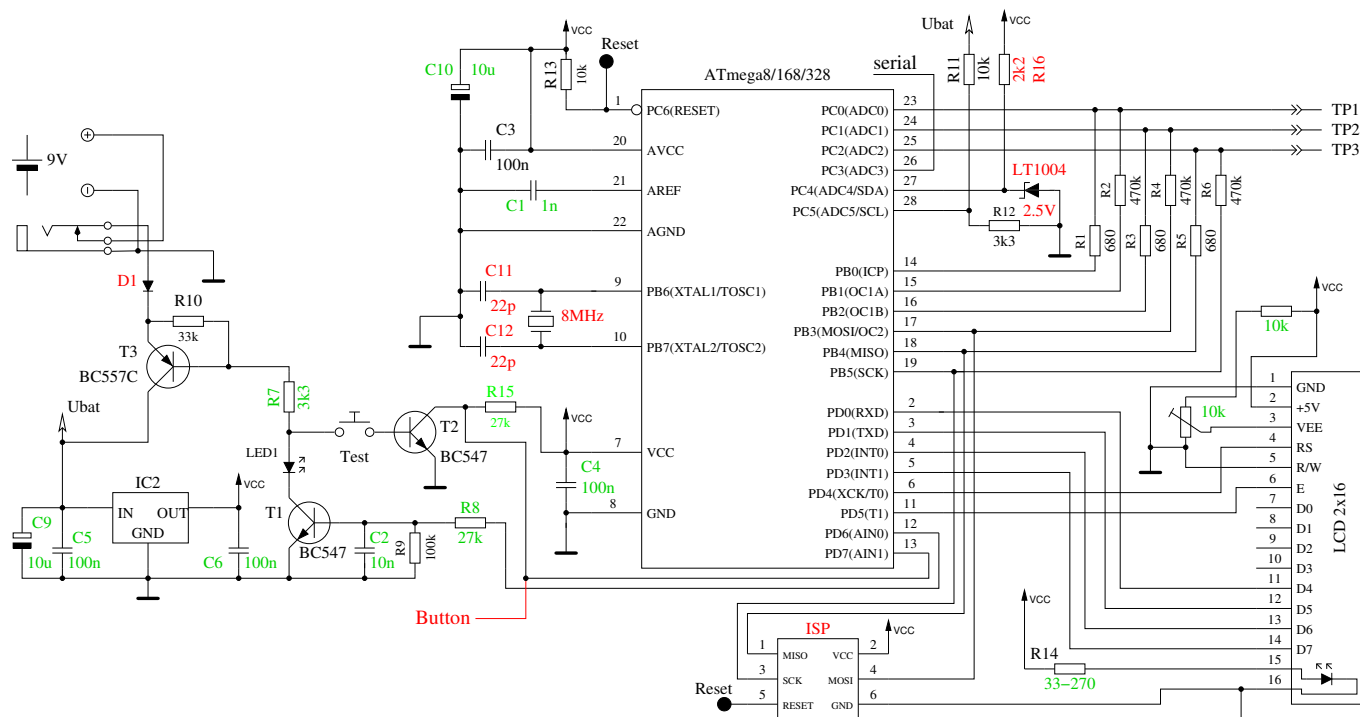 Ubat
VCC
VCC
R11
10k
2k2
R16
C10
10u
R13
10k
Reset
ATmega8/168/328
serial
1
PC6(RESET)
PC0(ADC0)
23
TP1
C3
100n
20
AVCC
PC1(ADC1)
24
TP2
PC2(ADC2)
25
TP3
PC3(ADC3)
26
9V
C1
1n
21
AREF
PC4(ADC4/SDA)
27
LT1004
2.5V
PC5(ADC5/SCL)
28
R12
3k3
22
AGND
R2
470k
R4
470k
R6
470k
R1
680
R3
680
R5
680
D1
C11
22p
9
PB6(XTAL1/TOSC1)
8MHz
C12
22p
10
PB7(XTAL2/TOSC2)
PB0(ICP)
14
PB1(OC1A)
15
PB2(OC1B)
16
PB3(MOSI/OC2)
17
PB4(MISO)
18
PB5(SCK)
19
VCC
10k
10k
R10
33k
T3
BC557C
R7
3k3
Ubat
Test
T2
BC547
R15
27k
VCC
7
VCC
C4
100n
8
GND
PD0(RXD)
2
PD1(TXD)
3
PD2(INT0)
4
PD3(INT1)
5
PD4(XCK/T0)
6
PD5(T1)
11
PD6(AIN0)
12
PD7(AIN1)
13
LED1
IC2
IN
OUT
GND
VCC
T1
BC547
R8
27k
C9
10u
C5
100n
C6
100n
C2
10n
R9
100k
Button
1
GND
2
+5V
3
VEE
4
RS
5
R/W
6
E
7
D0
8
D1
9
D2
10
D3
11
D4
12
D5
13
D6
14
D7
15
16
LCD 2x16
VCC
R14
33−270
ISP
1
MISO
VCC
2
VCC
3
SCK
MOSI
4
Reset
5
RESET
GND
6